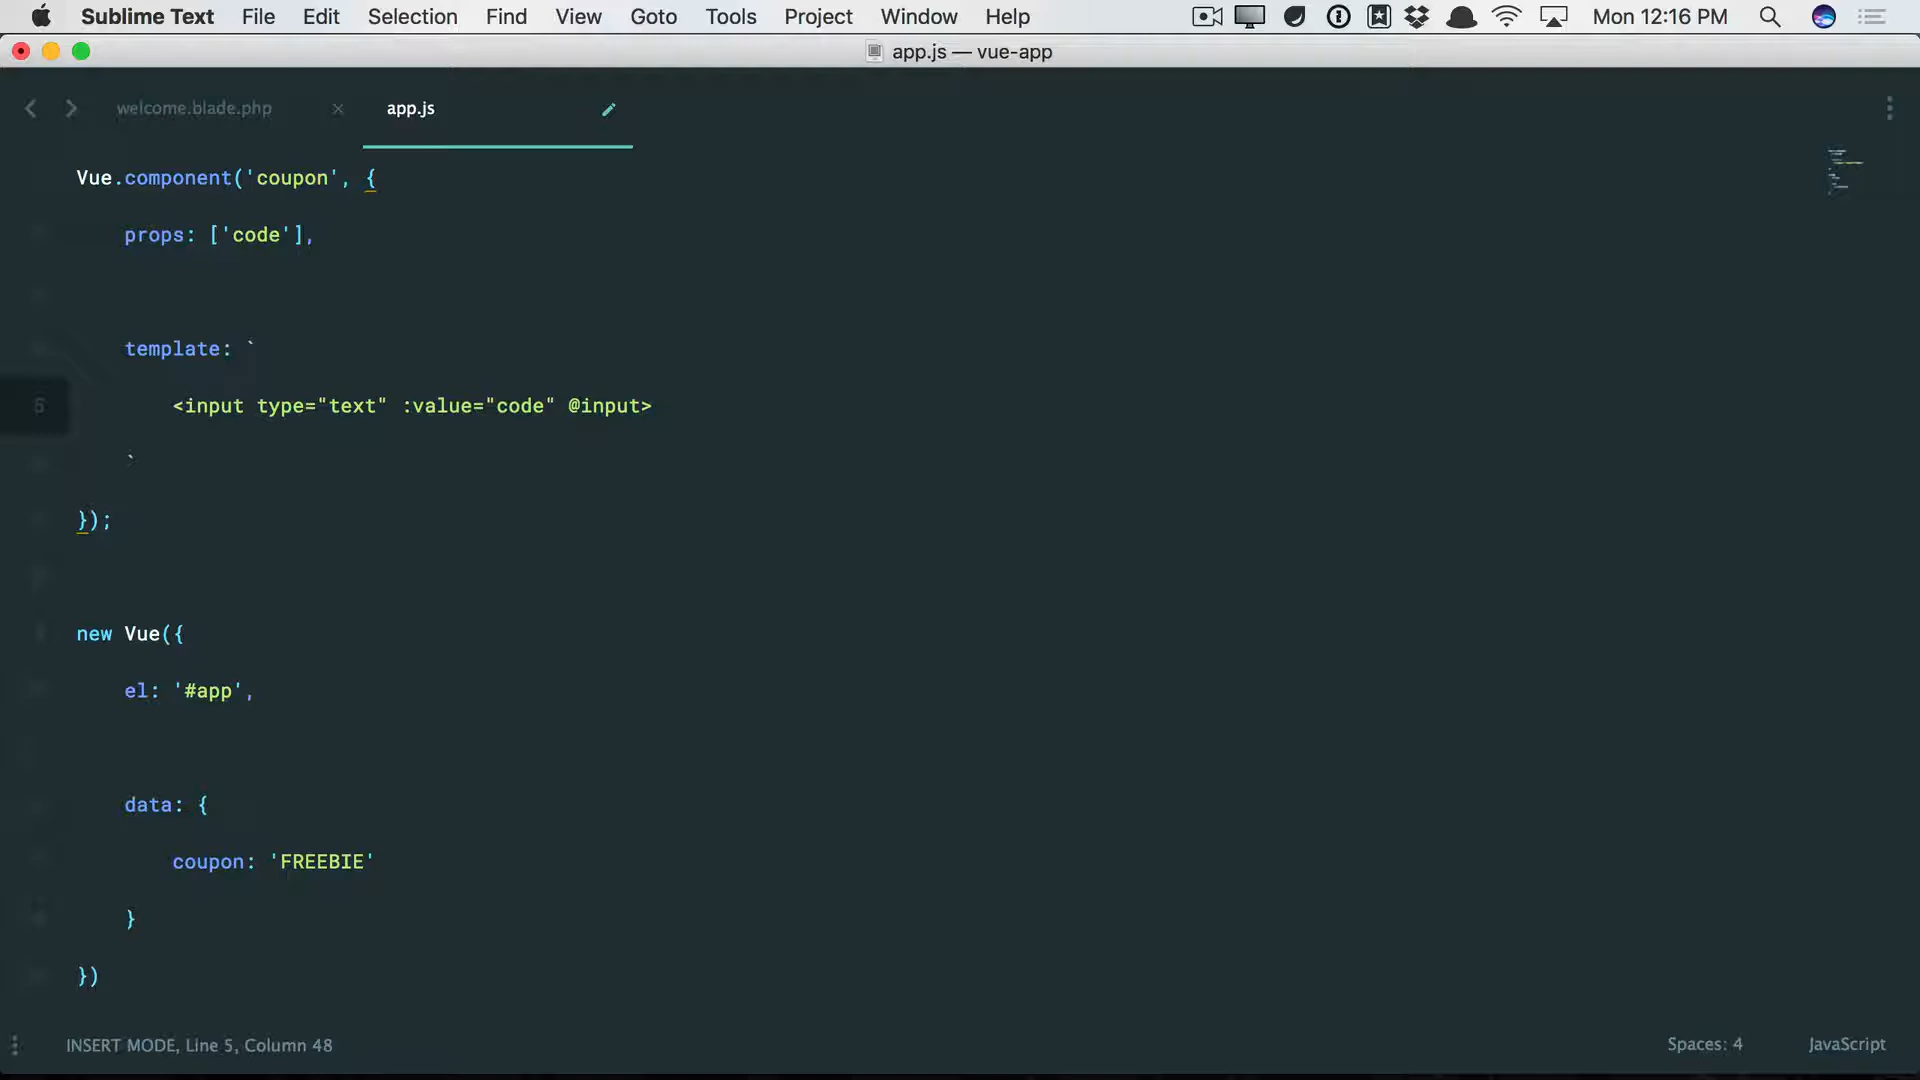 Sublime Text File Edit Selection Find View Goto Tools Project Window Help Mon 12:16 PM
app.js — vue-app
welcome.blade.php × app.js
Vue.component('coupon', {
props: ['code'],
template: `
5 <input type="text" :value="code" @input>
`
});
new Vue({
el: '#app',
data: {
coupon: 'FREEBIE'
}
})
INSERT MODE, Line 5, Column 48 Spaces: 4 JavaScript